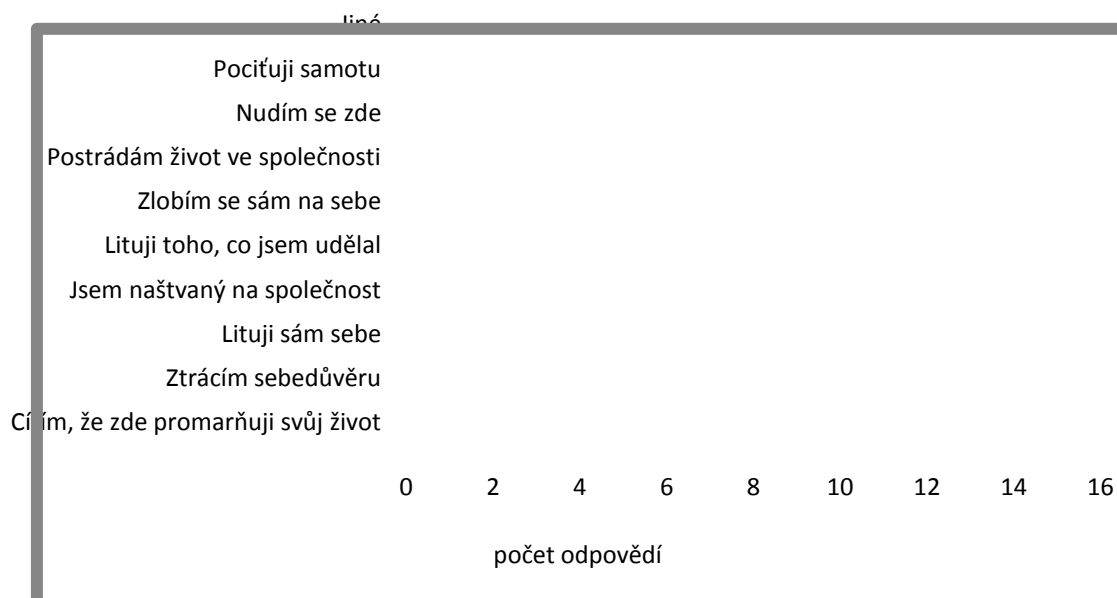 Jiné
Pociťuji samotu
Nudím se zde
Postrádám život ve společnosti
Zlobím se sám na sebe
Lituji toho, co jsem udělal
Jsem naštvaný na společnost
Lituji sám sebe
Ztrácím sebedůvěru
Cítím, že zde promarňuji svůj život
0 2 4 6 8 10 12 14 16
počet odpovědí